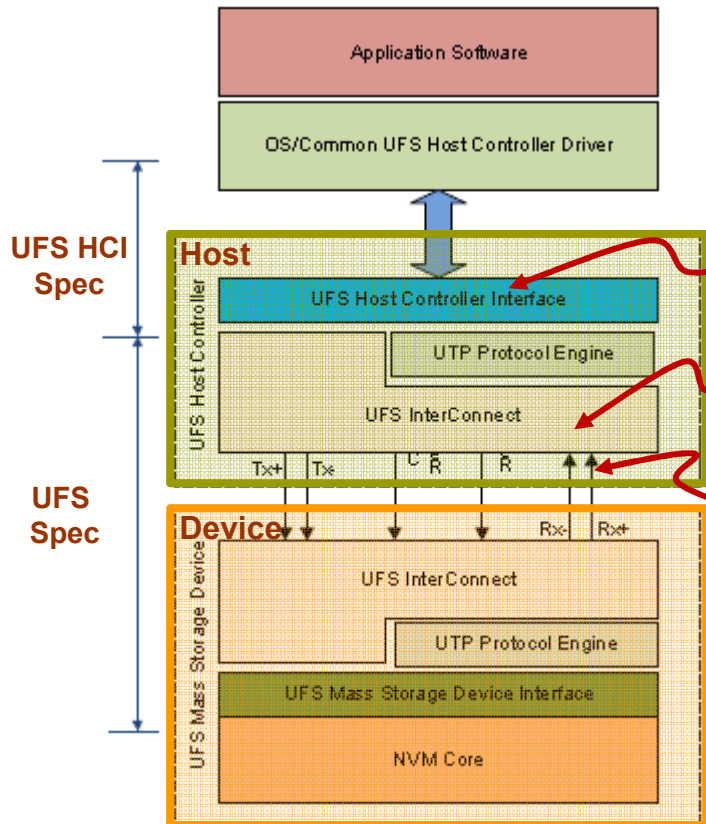 Application Software
OS/Common UFS Host Controller Driver
UFS HCI
Spec
Host
UFS Host Controller
UFS Host Controller Interface
UTP Protocol Engine
UFS InterConnect
Tx+
Tx-
C
R
R
UFS
Spec
Device
Rx-
Rx+
UFS Mass Storage Device
UFS InterConnect
UTP Protocol Engine
UFS Mass Storage Device Interface
NVM Core